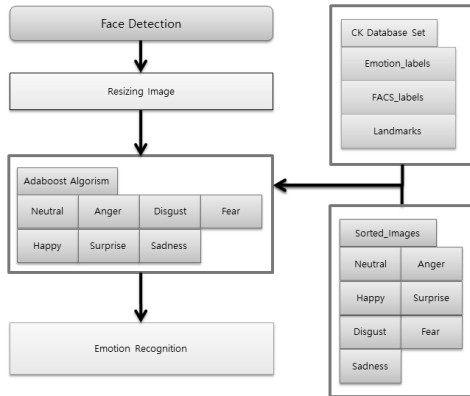 Face Detection
Resizing Image
Adaboost Algorism
Neutral Anger Disgust Fear
Happy Surprise Sadness
Emotion Recognition
CK Database Set
Emotion_labels
FACS_labels
Landmarks
Sorted_Images
Neutral Anger
Happy Surprise
Disgust Fear
Sadness